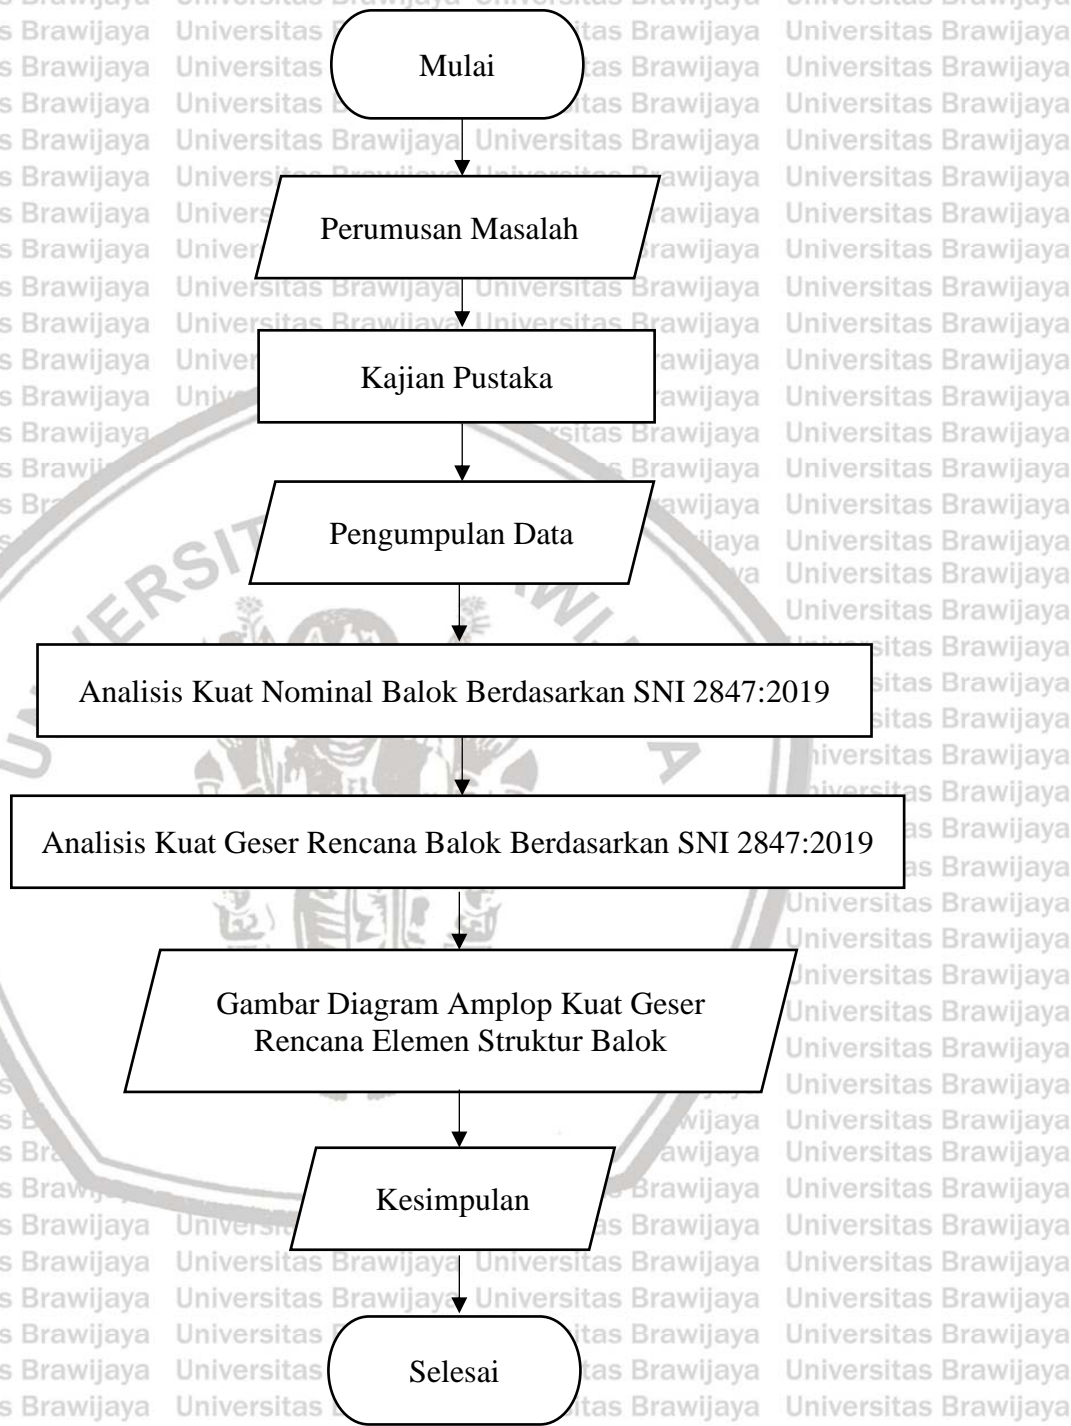 Mulai
Perumusan Masalah
Kajian Pustaka
Pengumpulan Data
Analisis Kuat Nominal Balok Berdasarkan SNI 2847:2019
Analisis Kuat Geser Rencana Balok Berdasarkan SNI 2847:2019
Gambar Diagram Amplop Kuat Geser
Rencana Elemen Struktur Balok
Kesimpulan
Selesai